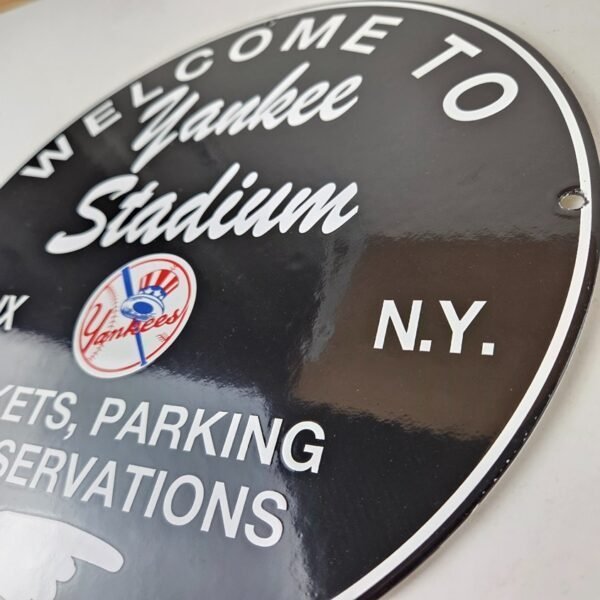 WELCOME TO
Yankee
Stadium
X
Yankees
N.Y.
ETS, PARKING
SERVATIONS